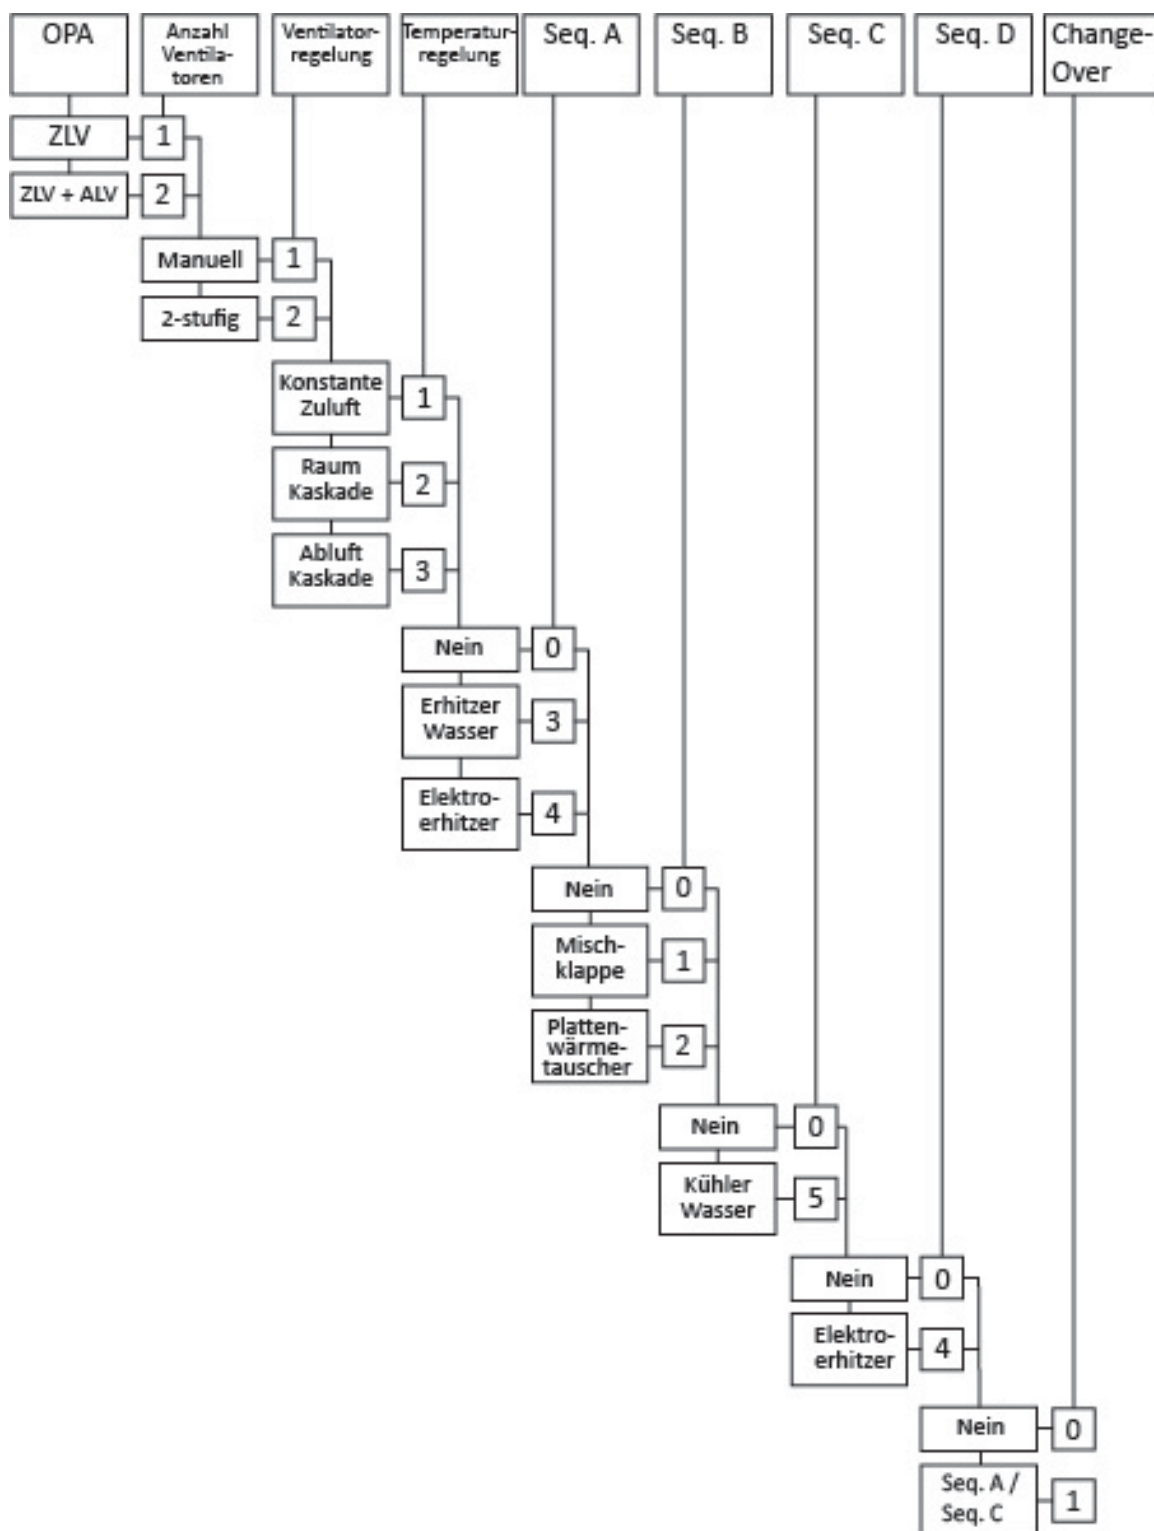 OPA
Anzahl
Ventila-
toren
Ventilator-
regelung
Temperatur-
regelung
Seq. A
Seq. B
Seq. C
Seq. D
Change-
Over
ZLV
1
ZLV + ALV
2
Manuell
1
2-stufig
2
Konstante
Zuluft
1
Raum
Kaskade
2
Abluft
Kaskade
3
Nein
0
Erhitzer
Wasser
3
Elektro-
erhitzer
4
Nein
0
Misch-
klappe
1
Platten-
wärme-
tauscher
2
Nein
0
Kühler
Wasser
5
Nein
0
Elektro-
erhitzer
4
Nein
0
Seq. A /
Seq. C
1